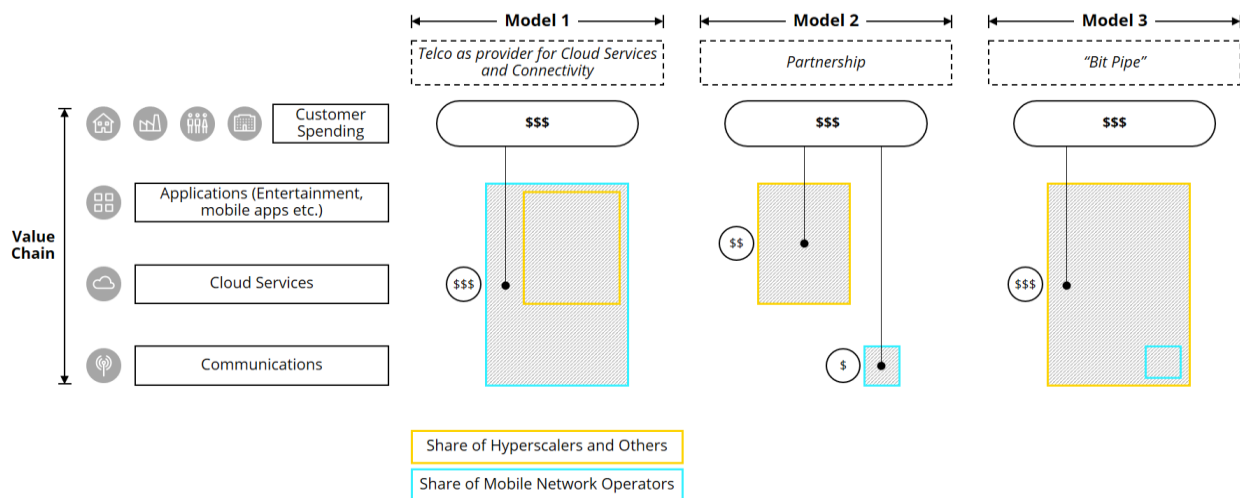 Model 1
Model 2
Model 3
Telco as provider for Cloud Services
and Connectivity
Partnership
“Bit Pipe”
Customer
Spending
$$$
$$$
$$$
Applications (Entertainment,
mobile apps etc.)
$$
Value
Chain
Cloud Services
$$$
$$$
Communications
$
Share of Hyperscalers and Others
Share of Mobile Network Operators